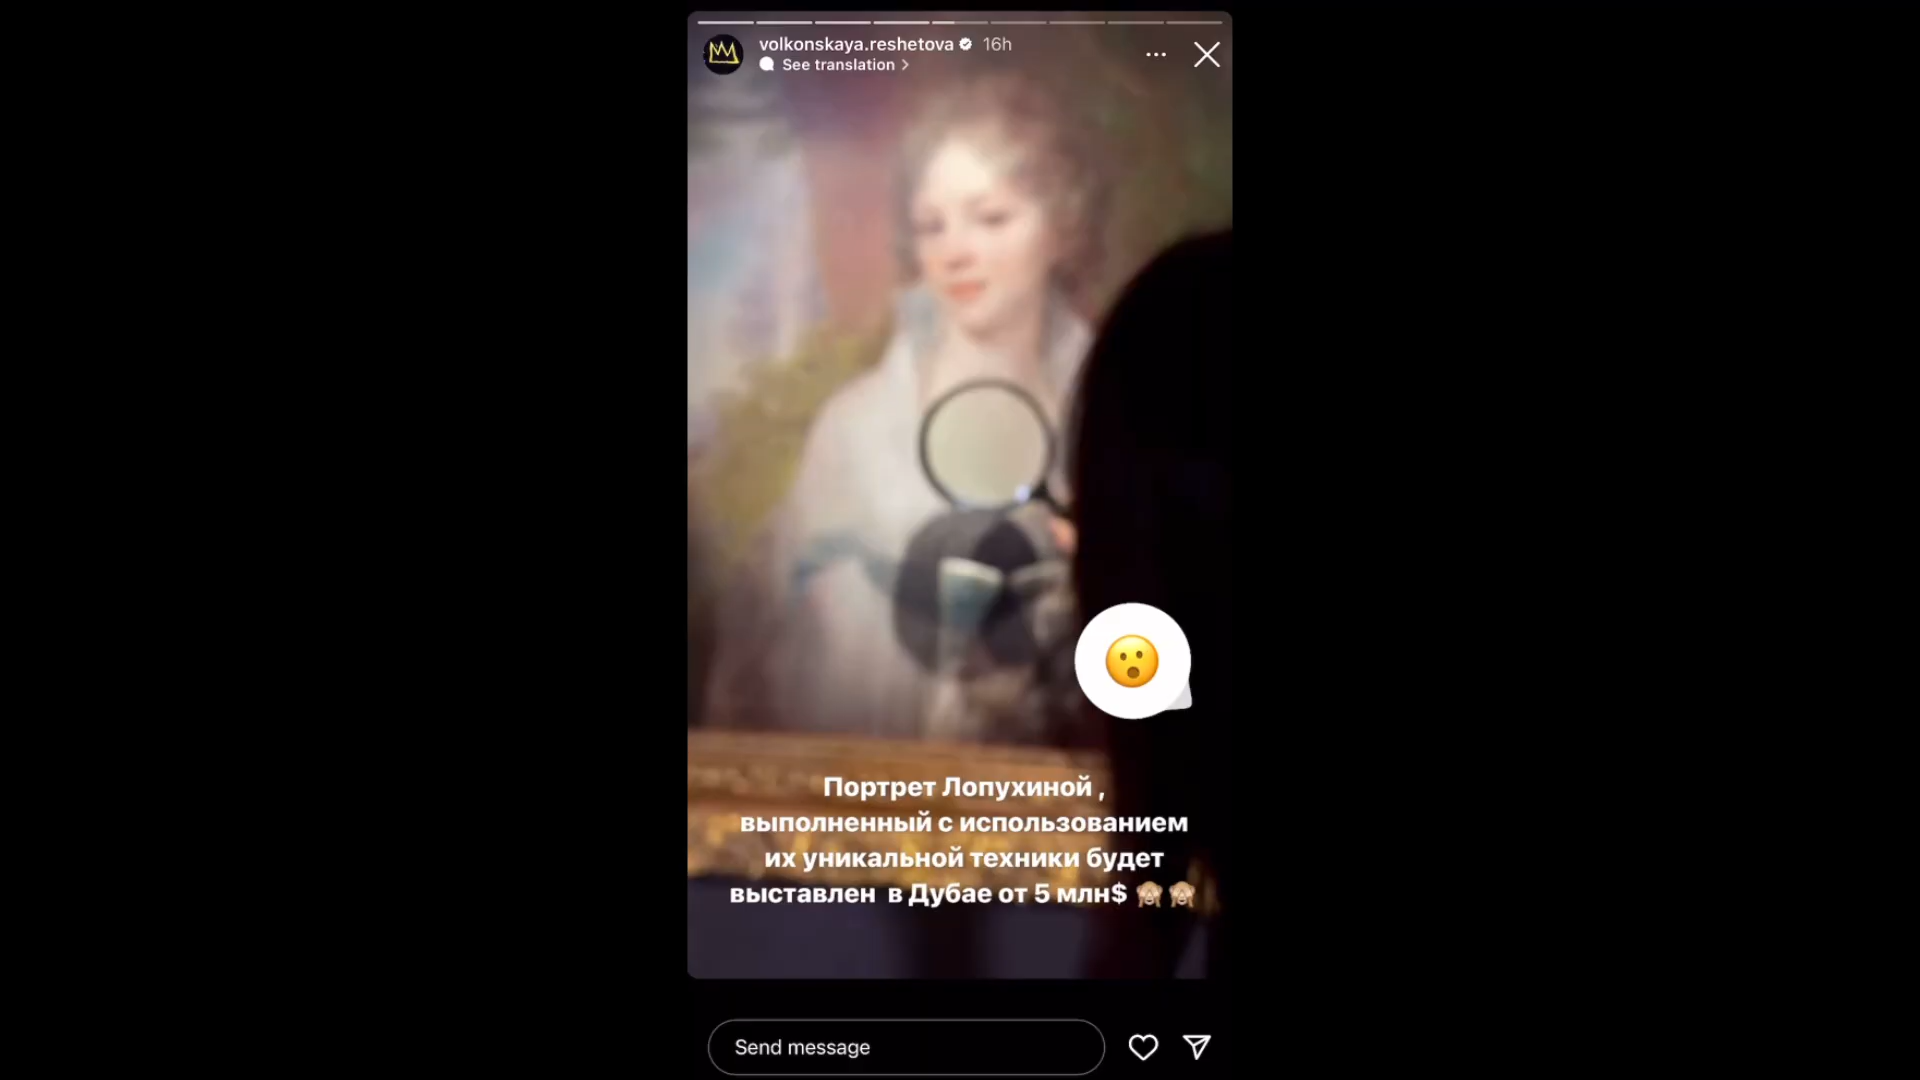 volkonskaya.reshetova 16h
See translation
Портрет Лопухиной ,
выполненный с использованием
их уникальной техники будет
выставлен в Дубае от 5 млн$ 🙈 🙈
Send message